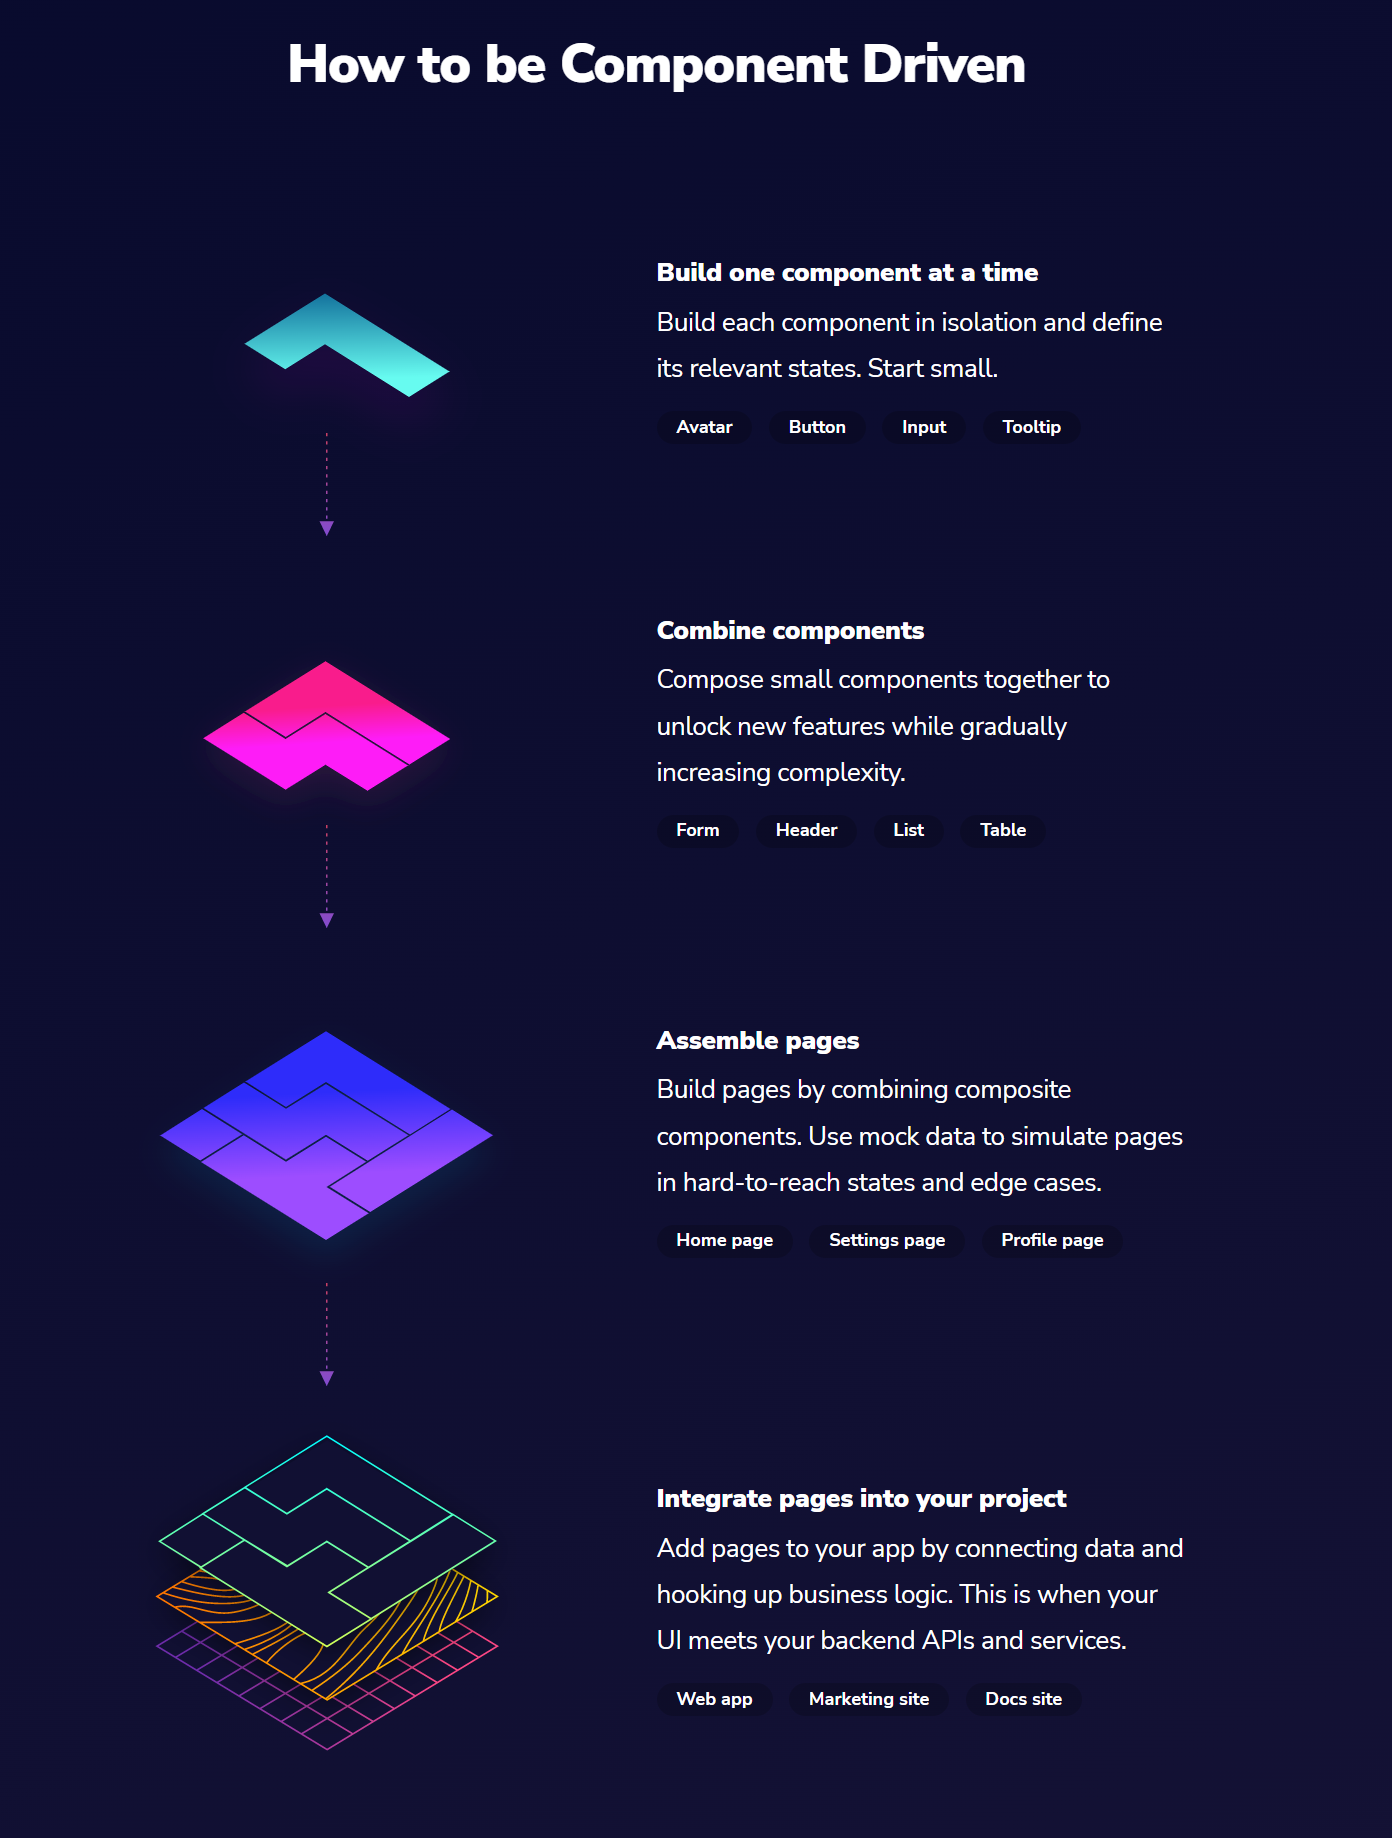 How to be Component Driven
Build one component at a time
Build each component in isolation and define
its relevant states. Start small.
Avatar Button Input Tooltip
Combine components
Compose small components together to
unlock new features while gradually
increasing complexity.
Form Header List Table
Assemble pages
Build pages by combining composite
components. Use mock data to simulate pages
in hard-to-reach states and edge cases.
Home page Settings page Profile page
Integrate pages into your project
Add pages to your app by connecting data and
hooking up business logic. This is when your
UI meets your backend APIs and services.
Web app Marketing site Docs site